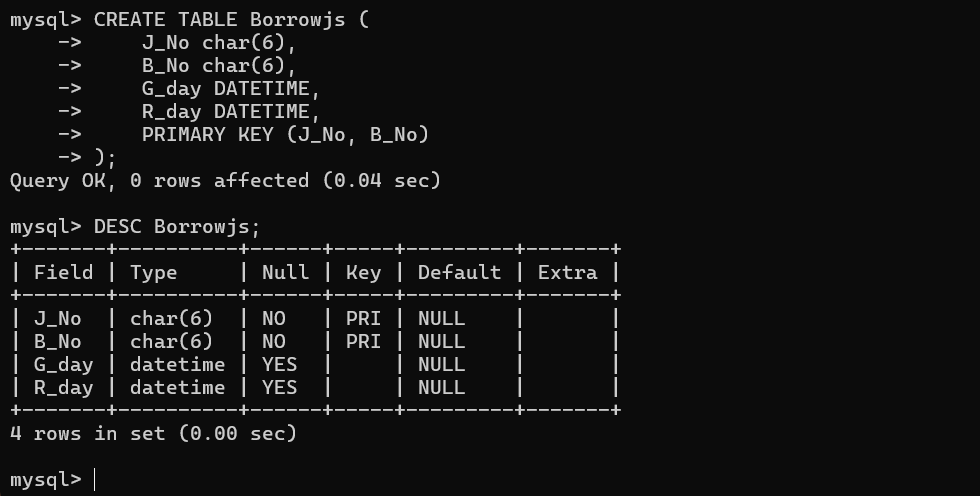 mysql> CREATE TABLE Borrowjs (
    ->     J_No char(6),
    ->     B_No char(6),
    ->     G_day DATETIME,
    ->     R_day DATETIME,
    ->     PRIMARY KEY (J_No, B_No)
    -> );
Query OK, 0 rows affected (0.04 sec)

mysql> DESC Borrowjs;
+-------+----------+------+-----+---------+-------+
| Field | Type     | Null | Key | Default | Extra |
+-------+----------+------+-----+---------+-------+
| J_No  | char(6)  | NO   | PRI | NULL    |       |
| B_No  | char(6)  | NO   | PRI | NULL    |       |
| G_day | datetime | YES  |     | NULL    |       |
| R_day | datetime | YES  |     | NULL    |       |
+-------+----------+------+-----+---------+-------+
4 rows in set (0.00 sec)

mysql>